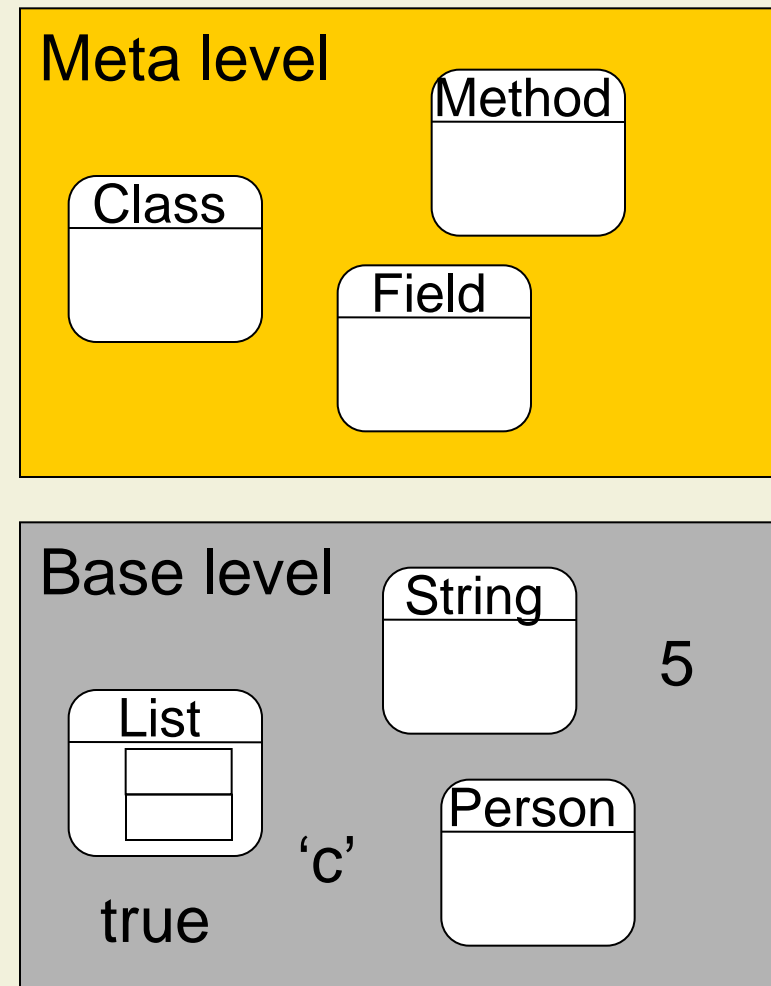 Meta level
Method
Class
Field
Base level
String
5
List
Person
‘c’
true